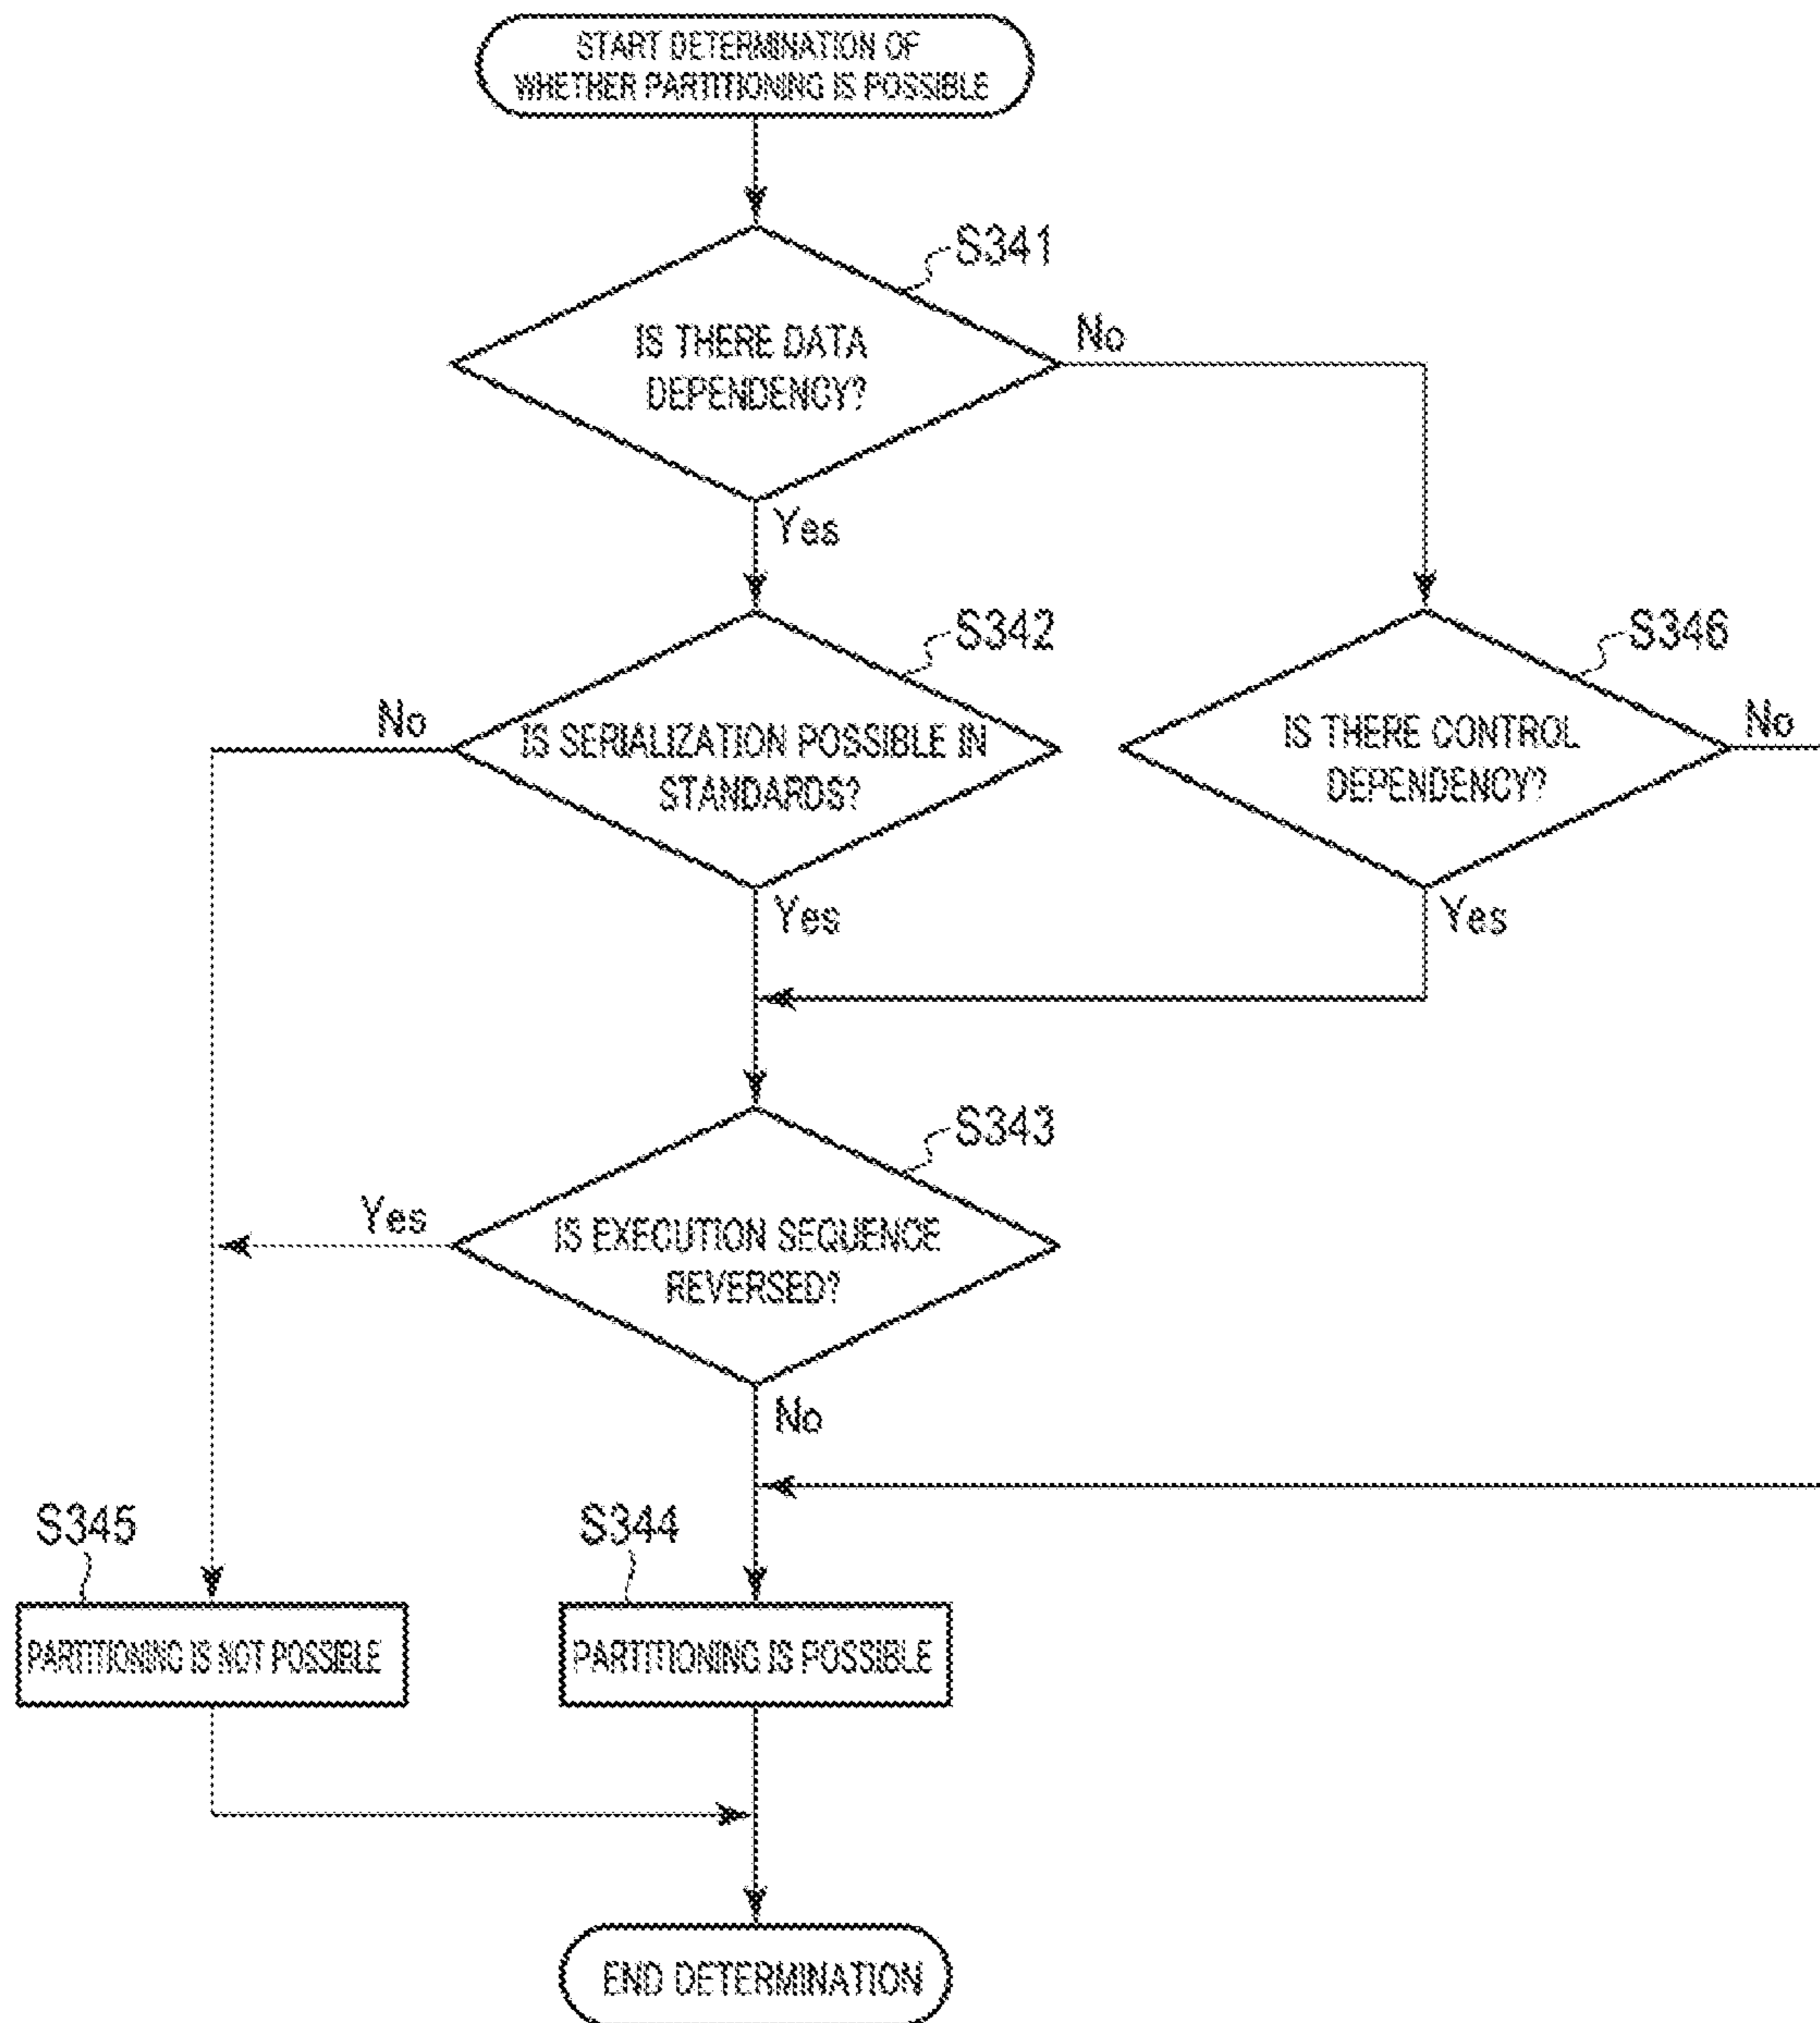 START DETERMINATION OF
WHETHER PARTITIONING IS POSSIBLE
S341
IS THERE DATA
DEPENDENCY?
No
Yes
S342
No
IS SERIALIZATION POSSIBLE IN
STANDARDS?
Yes
S346
IS THERE CONTROL
DEPENDENCY?
No
Yes
S343
Yes
IS EXECUTION SEQUENCE
REVERSED?
No
S345
PARTITIONING IS NOT POSSIBLE
S344
PARTITIONING IS POSSIBLE
END DETERMINATION